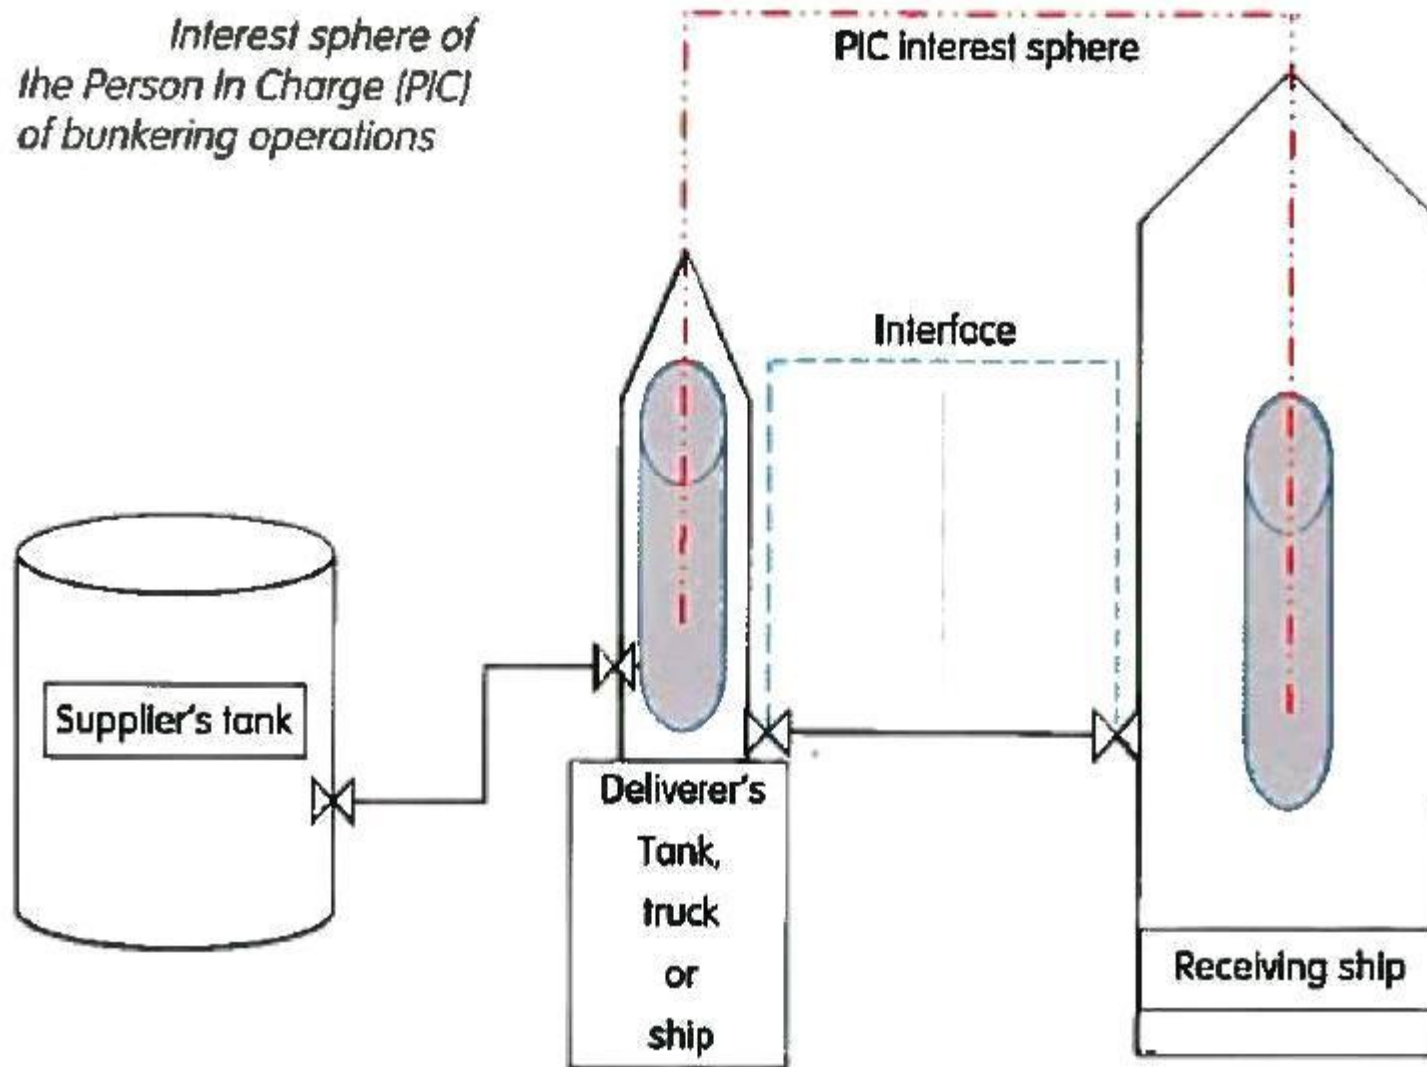 Interest sphere of
the Person In Charge (PIC)
of bunkering operations
PIC interest sphere
Interface
Supplier's tank
Deliverer's
Tank,
truck
or
ship
Receiving ship